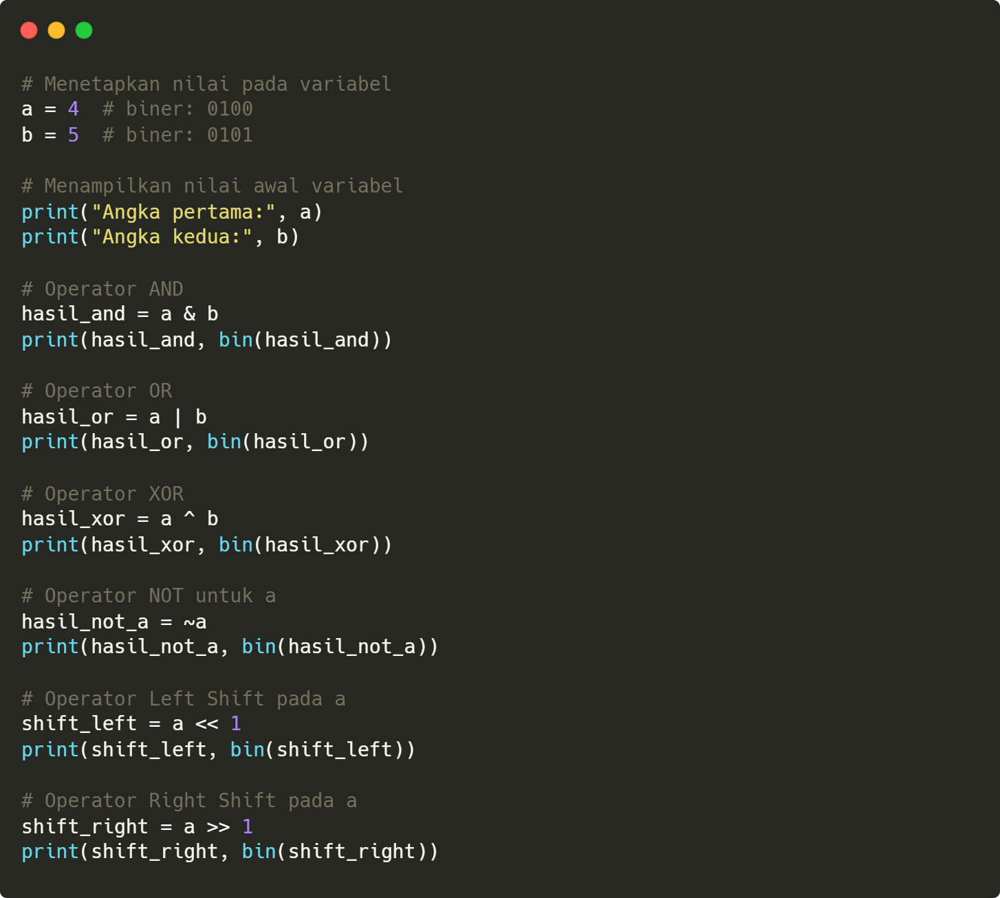 # Menetapkan nilai pada variabel
a = 4  # biner: 0100
b = 5  # biner: 0101

# Menampilkan nilai awal variabel
print("Angka pertama:", a)
print("Angka kedua:", b)

# Operator AND
hasil_and = a & b
print(hasil_and, bin(hasil_and))

# Operator OR
hasil_or = a | b
print(hasil_or, bin(hasil_or))

# Operator XOR
hasil_xor = a ^ b
print(hasil_xor, bin(hasil_xor))

# Operator NOT untuk a
hasil_not_a = ~a
print(hasil_not_a, bin(hasil_not_a))

# Operator Left Shift pada a
shift_left = a << 1
print(shift_left, bin(shift_left))

# Operator Right Shift pada a
shift_right = a >> 1
print(shift_right, bin(shift_right))